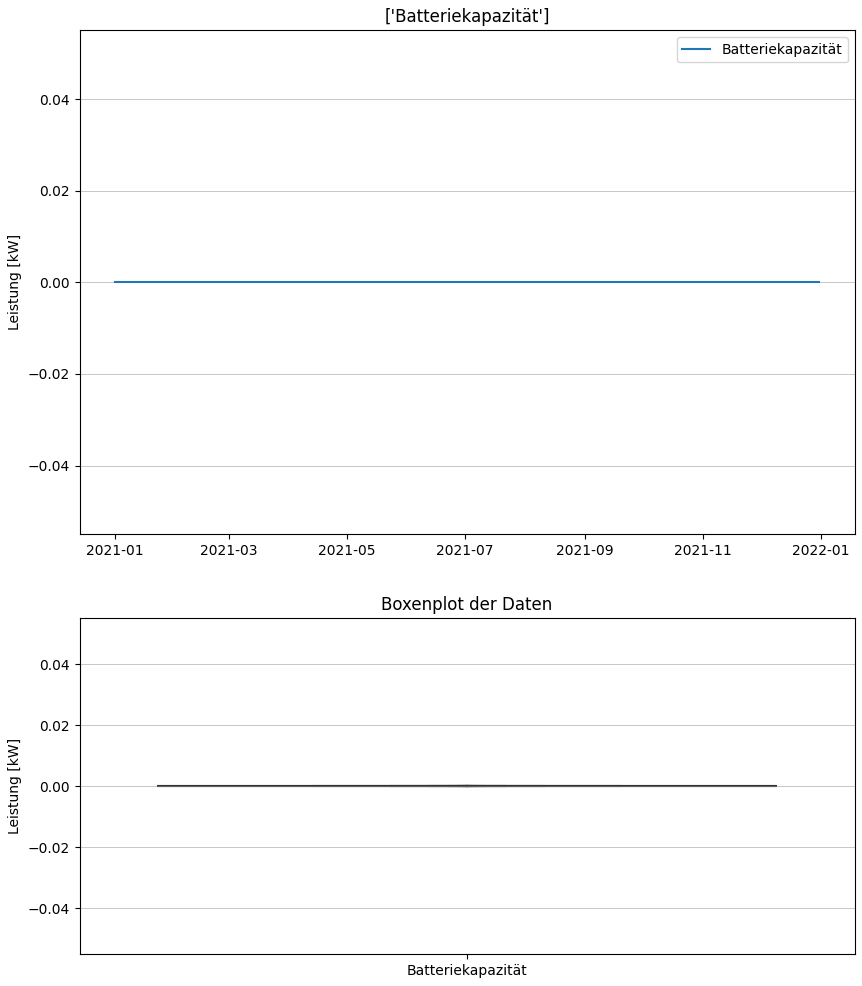 ['Batteriekapazität']
Batteriekapazität
Leistung [kW]
0.04
0.02
0.00
−0.02
−0.04
2021-01 2021-03 2021-05 2021-07 2021-09 2021-11 2022-01
Boxenplot der Daten
Leistung [kW]
0.04
0.02
0.00
−0.02
−0.04
Batteriekapazität